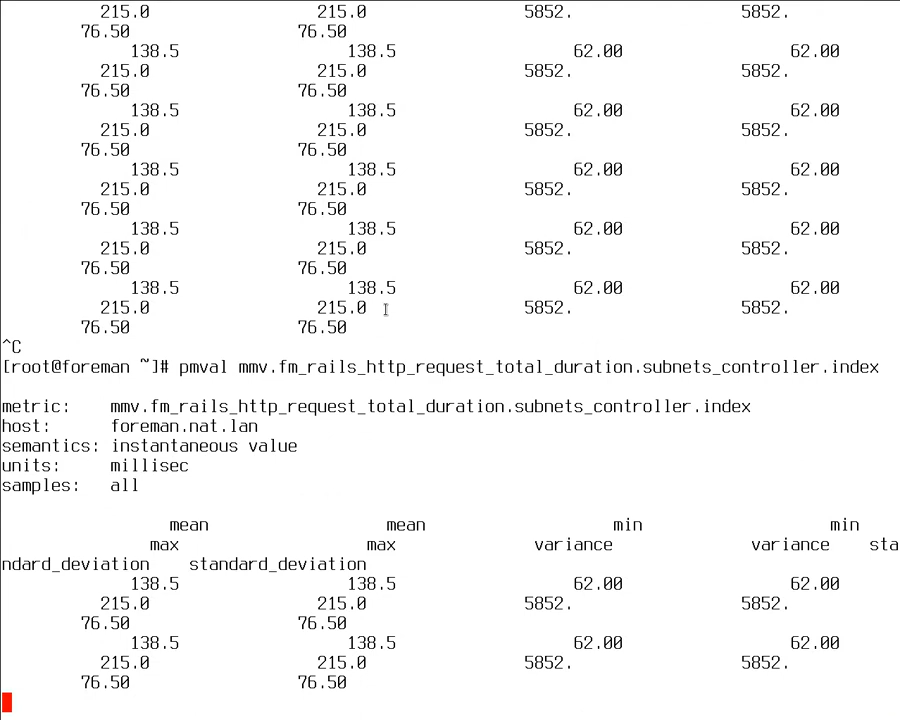 215.0 215.0 5852. 5852.
76.50 76.50
138.5 138.5 62.00 62.00
215.0 215.0 5852. 5852.
76.50 76.50
138.5 138.5 62.00 62.00
215.0 215.0 5852. 5852.
76.50 76.50
138.5 138.5 62.00 62.00
215.0 215.0 5852. 5852.
76.50 76.50
138.5 138.5 62.00 62.00
215.0 215.0 5852. 5852.
76.50 76.50
138.5 138.5 62.00 62.00
215.0 215.0 5852. 5852.
76.50 76.50
^C
[root@foreman ~]# pmval mmv.fm_rails_http_request_total_duration.subnets_controller.index
metric: mmv.fm_rails_http_request_total_duration.subnets_controller.index
host: foreman.nat.lan
semantics: instantaneous value
units: millisec
samples: all
mean mean min min
max max variance variance sta
ndard_deviation standard_deviation
138.5 138.5 62.00 62.00
215.0 215.0 5852. 5852.
76.50 76.50
138.5 138.5 62.00 62.00
215.0 215.0 5852. 5852.
76.50 76.50